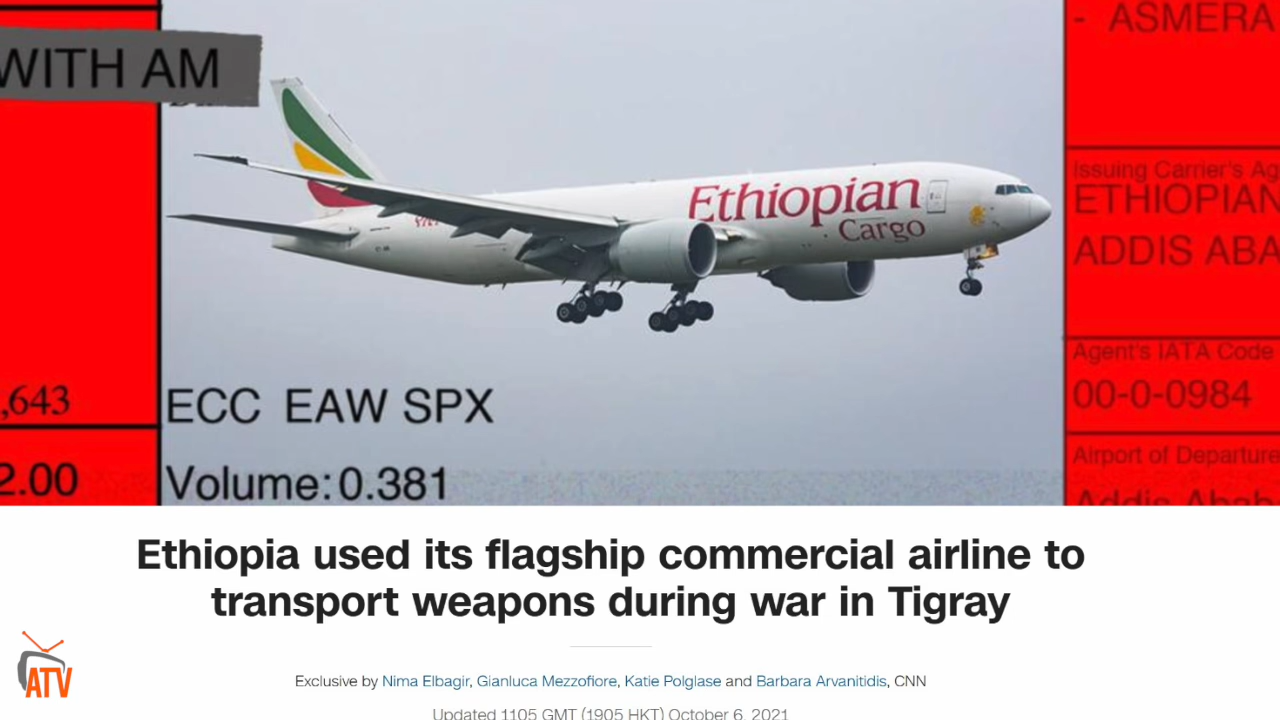 WITH AM
- ASMERA
Issuing Carrier's Ag
ETHIOPIAN
ADDIS ABA
Ethiopian
Cargo
Agent's IATA Code
00-0-0984
,643
ECC EAW SPX
Airport of Departure
2.00
Volume: 0.381
Addis Abab
Ethiopia used its flagship commercial airline to
transport weapons during war in Tigray
ATV
Exclusive by Nima Elbagir, Gianluca Mezzofiore, Katie Polglase and Barbara Arvanitidis, CNN
Updated 1105 GMT (1905 HKT) October 6, 2021